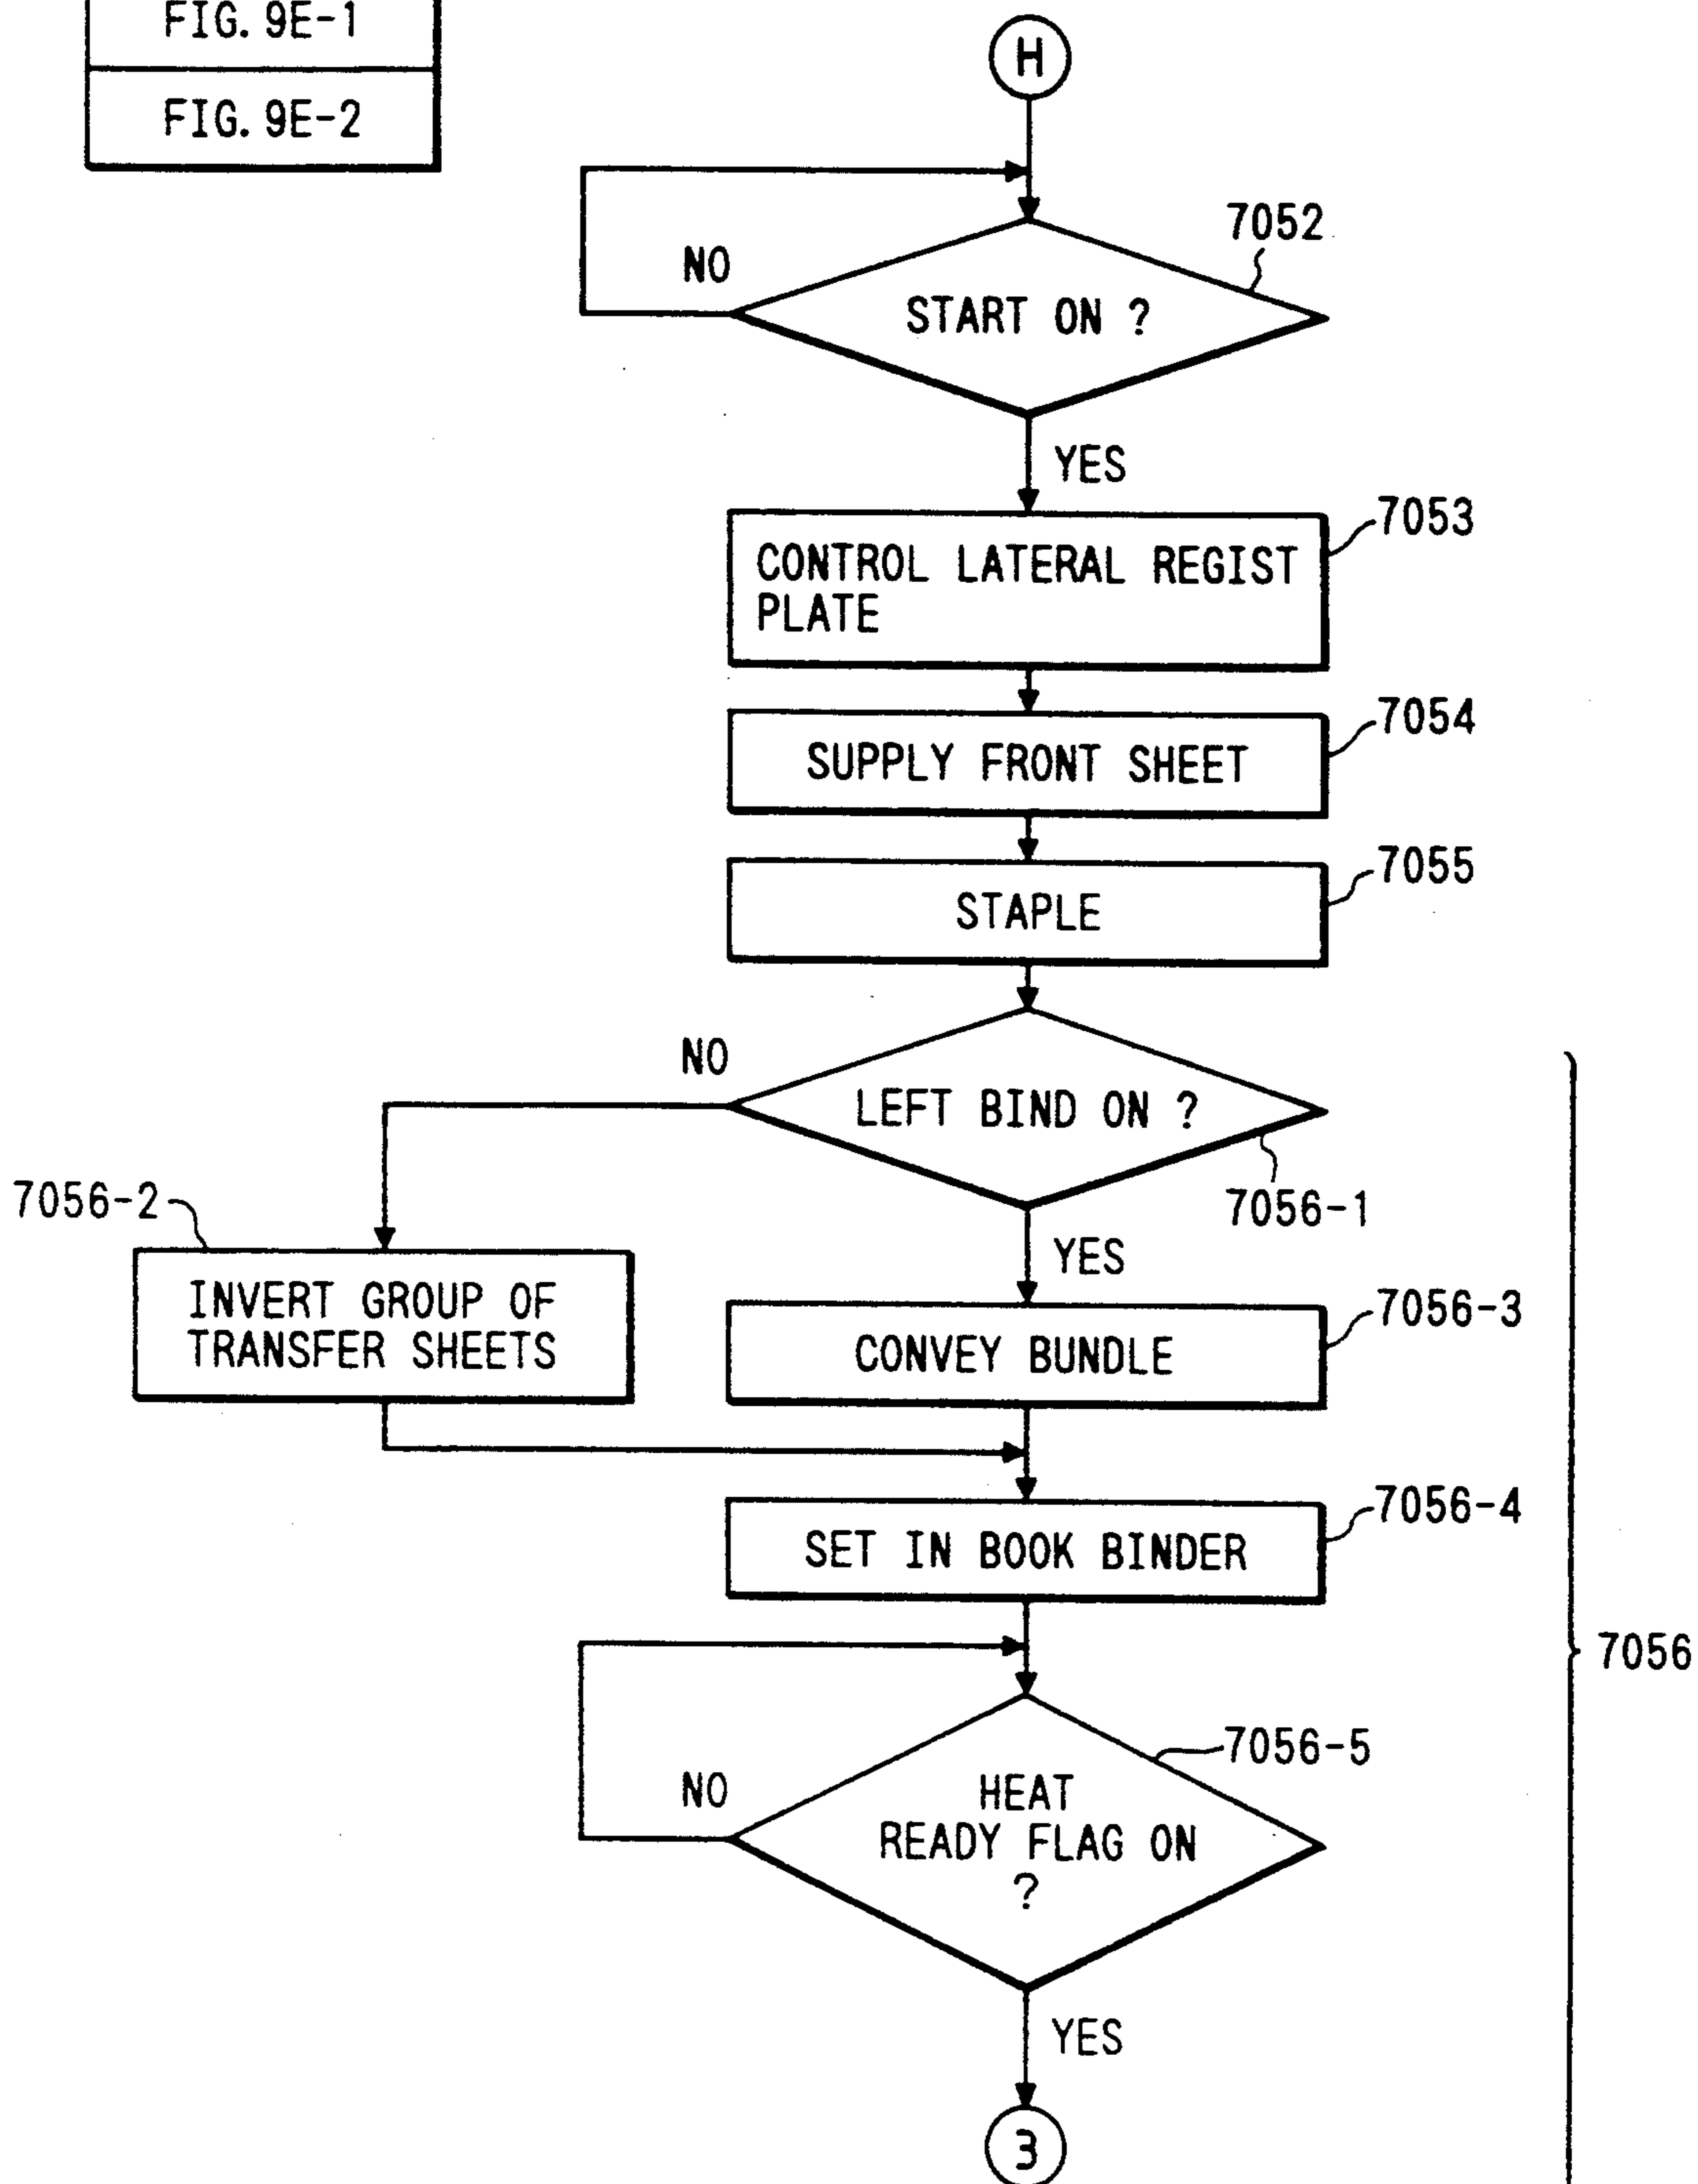 FIG. 9E-1
FIG. 9E-2
H
7052
NO
START ON ?
YES
7053
CONTROL LATERAL REGIST
PLATE
7054
SUPPLY FRONT SHEET
7055
STAPLE
NO
LEFT BIND ON ?
7056-1
7056-2
YES
INVERT GROUP OF
TRANSFER SHEETS
7056-3
CONVEY BUNDLE
7056-4
SET IN BOOK BINDER
7056
7056-5
NO
HEAT
READY FLAG ON
?
YES
3